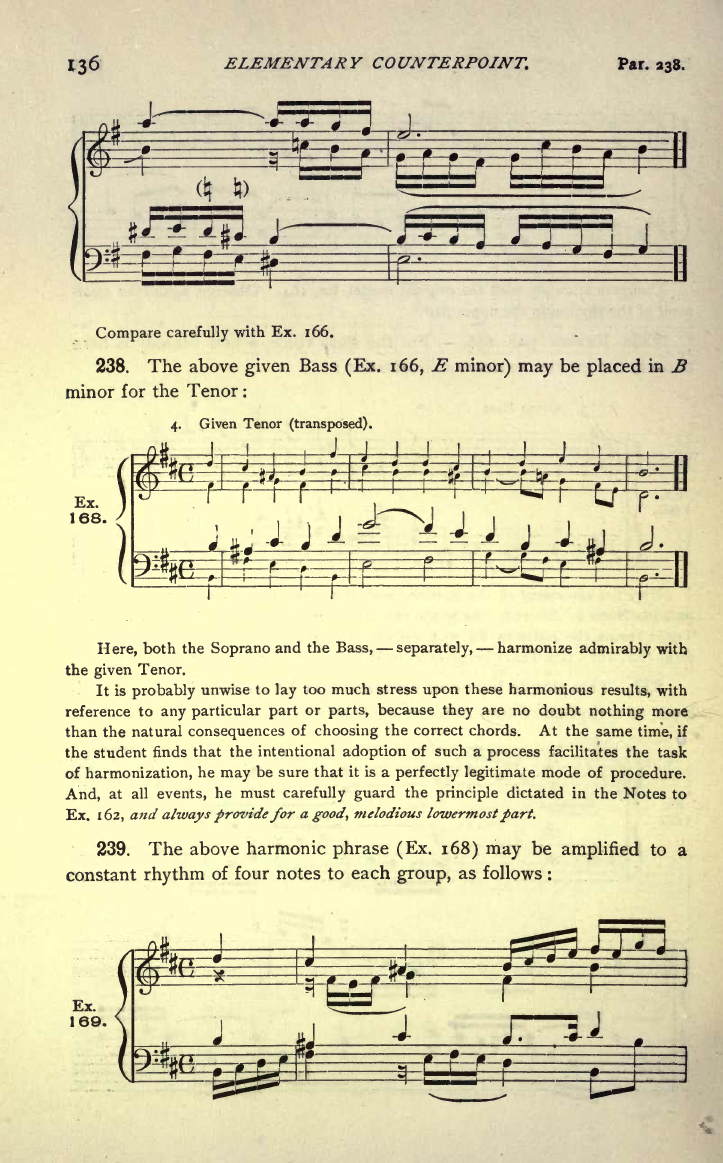 136 ELEMENTARY COUNTERPOINT. Par. 238.
(♮ ♮)
Compare carefully with Ex. 166.
238. The above given Bass (Ex. 166, E minor) may be placed in B
minor for the Tenor:
4. Given Tenor (transposed).
Ex.
168.
Here, both the Soprano and the Bass, — separately, — harmonize admirably with
the given Tenor.
It is probably unwise to lay too much stress upon these harmonious results, with
reference to any particular part or parts, because they are no doubt nothing more
than the natural consequences of choosing the correct chords. At the same time, if
the student finds that the intentional adoption of such a process facilitates the task
of harmonization, he may be sure that it is a perfectly legitimate mode of procedure.
And, at all events, he must carefully guard the principle dictated in the Notes to
Ex. 162, and always provide for a good, melodious lowermost part.
239. The above harmonic phrase (Ex. 168) may be amplified to a
constant rhythm of four notes to each group, as follows:
Ex.
169.